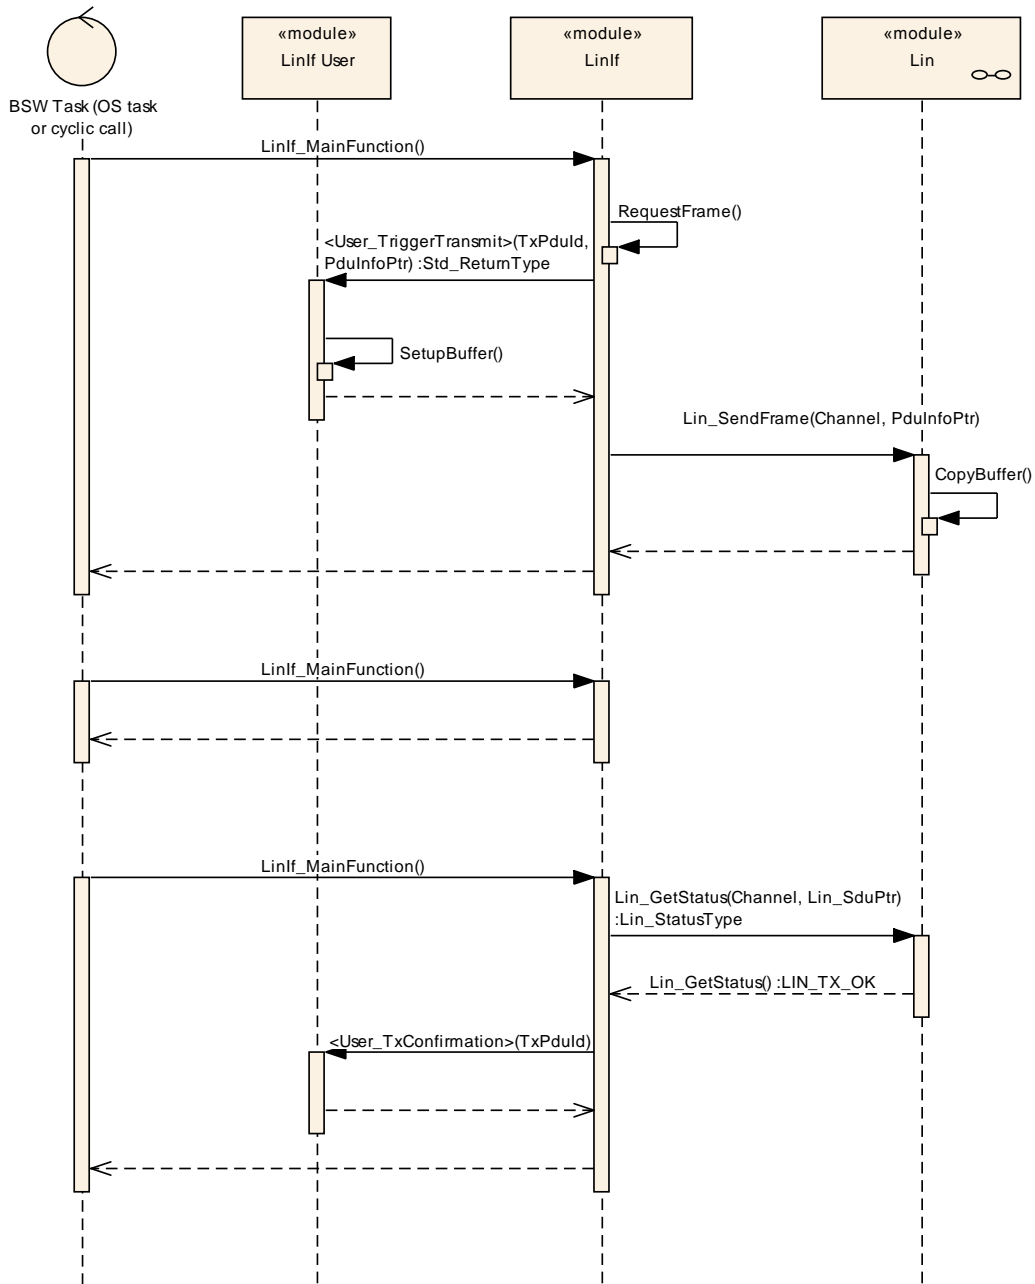 «module»
LinIf User
«module»
LinIf
«module»
Lin
BSW Task (OS task
or cyclic call)
LinIf_MainFunction()
RequestFrame()
<User_TriggerTransmit>(TxPduId,
PduInfoPtr) :Std_ReturnType
SetupBuffer()
Lin_SendFrame(Channel, PduInfoPtr)
CopyBuffer()
LinIf_MainFunction()
LinIf_MainFunction()
Lin_GetStatus(Channel, Lin_SduPtr)
:Lin_StatusType
Lin_GetStatus() :LIN_TX_OK
<User_TxConfirmation>(TxPduId)